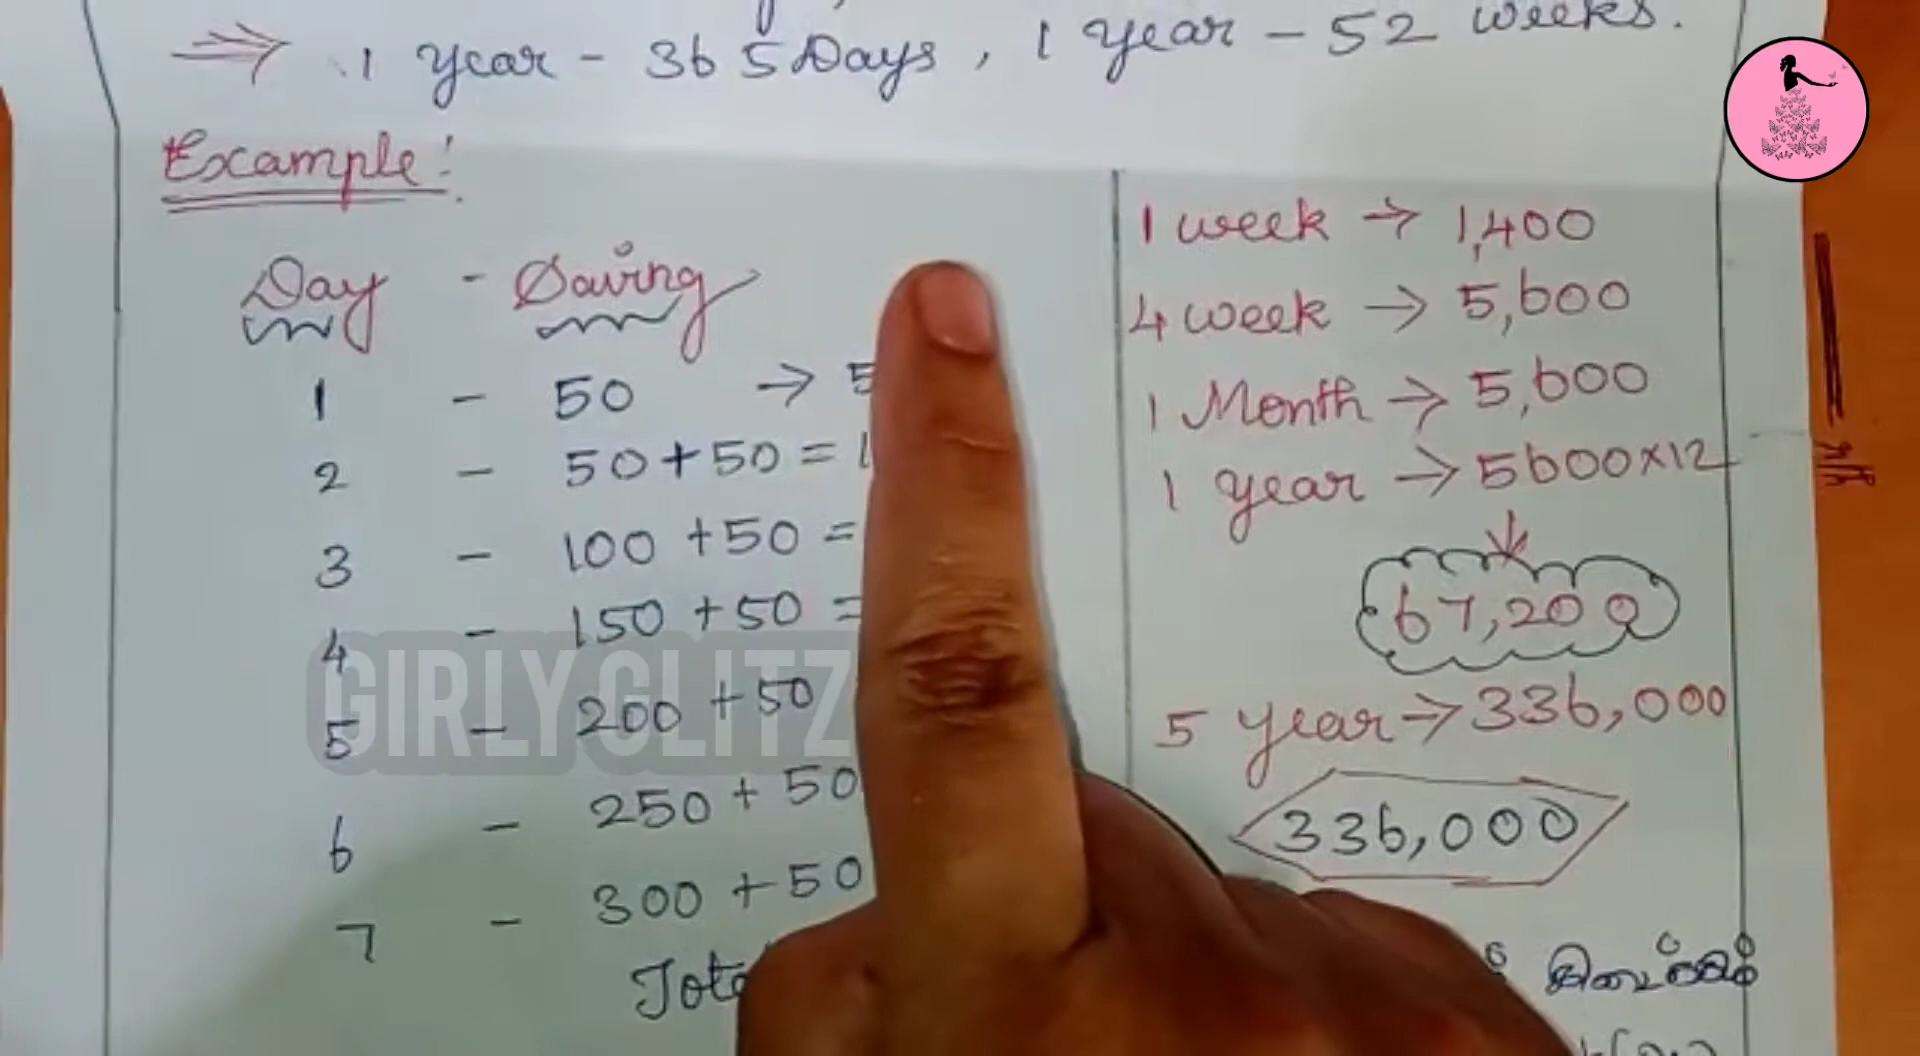 → 1 Year - 365 Days, 1 Year - 52 weeks.
Example:
Day - Saving
1 - 50 → 5
2 - 50+50=1
3 - 100+50=
4 - 150+50=
5 - 200+50
6 - 250+50
7 - 300+50
1 week → 1,400
4 week → 5,600
1 Month → 5,600
1 Year → 5600×12
67,200
5 year → 336,000
336,000
GIRLY GLITZ